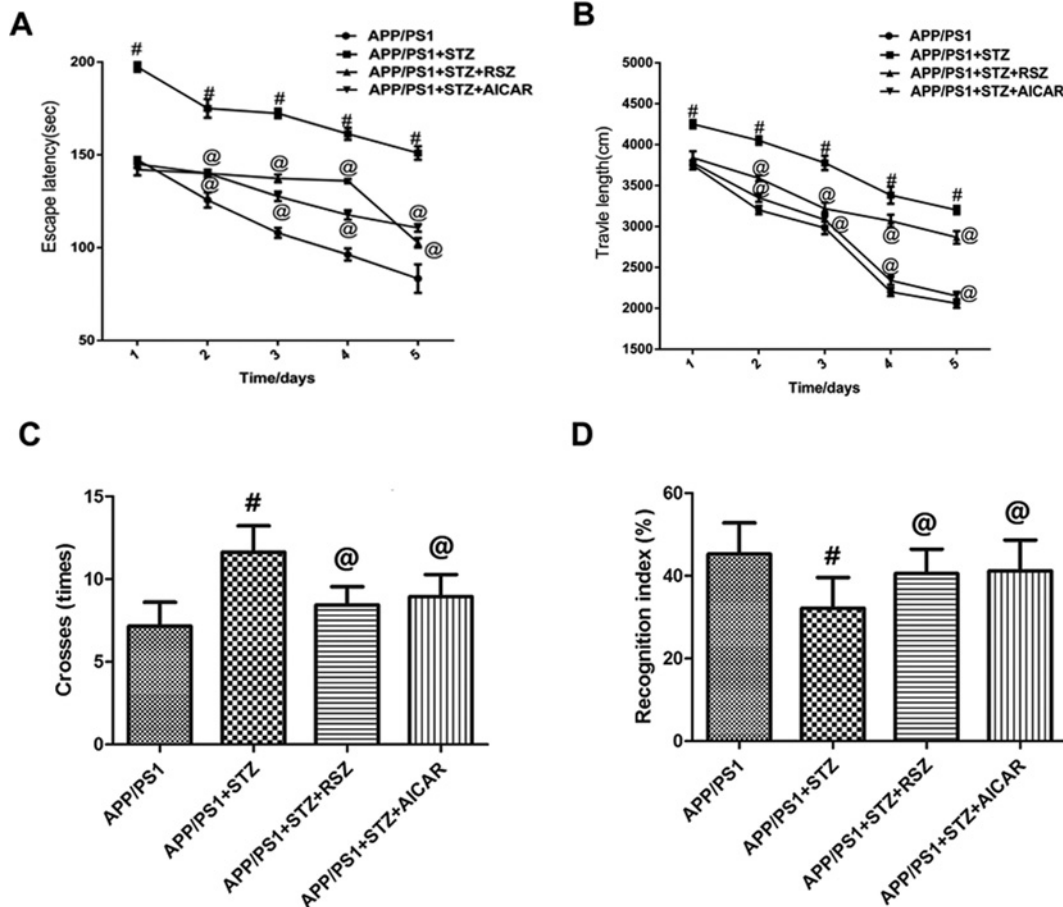 A
APP/PS1
APP/PS1+STZ
APP/PS1+STZ+RSZ
APP/PS1+STZ+AICAR
200
150
100
50
Escape latency(sec)
# # # # #
@ @ @ @
@ @ @ @
1 2 3 4 5
Time/days
B
APP/PS1
APP/PS1+STZ
APP/PS1+STZ+RSZ
APP/PS1+STZ+AICAR
5000
4500
4000
3500
3000
2500
2000
1500
Travle length(cm)
# # # # #
@ @ @ @
@ @ @ @
1 2 3 4 5
Time/days
C
15
10
5
0
Crosses (times)
# @ @
APP/PS1
APP/PS1+STZ
APP/PS1+STZ+RSZ
APP/PS1+STZ+AICAR
D
60
40
20
0
Recognition index (%)
# @ @
APP/PS1
APP/PS1+STZ
APP/PS1+STZ+RSZ
APP/PS1+STZ+AICAR